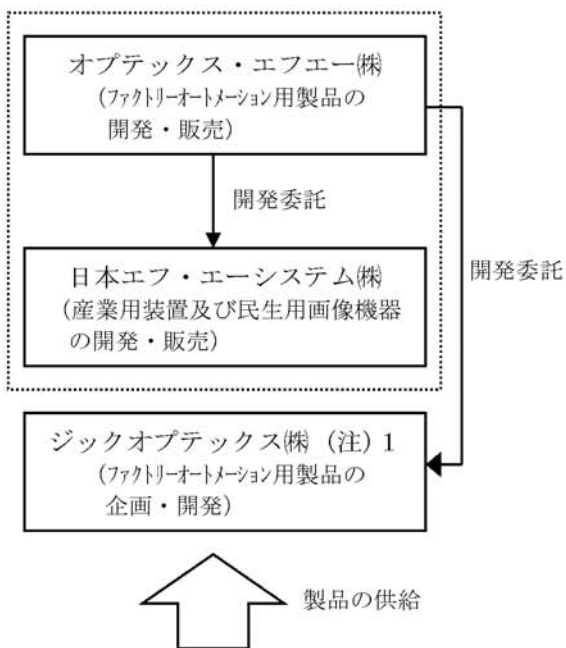 オプテックス・エフエー㈱
(ファクトリーオートメーション用製品の
開発・販売)
開発委託
日本エフ・エーシステム㈱
(産業用装置及び民生用画像機器
の開発・販売)
開発委託
ジックオプテックス㈱ (注)1
(ファクトリーオートメーション用製品の
企画・開発)
製品の供給